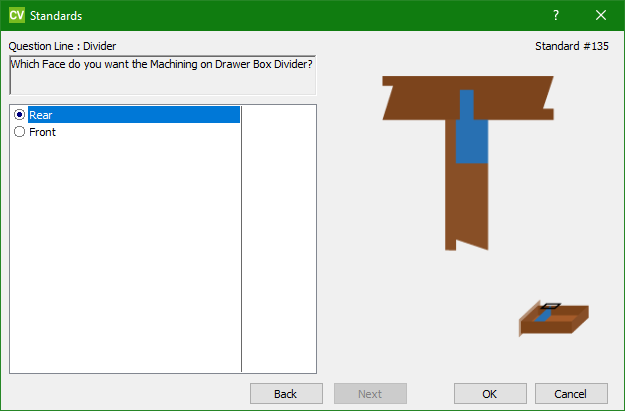 CV Standards
Question Line : Divider
Standard #135
Which Face do you want the Machining on Drawer Box Divider?
Rear
Front
Back
Next
OK
Cancel